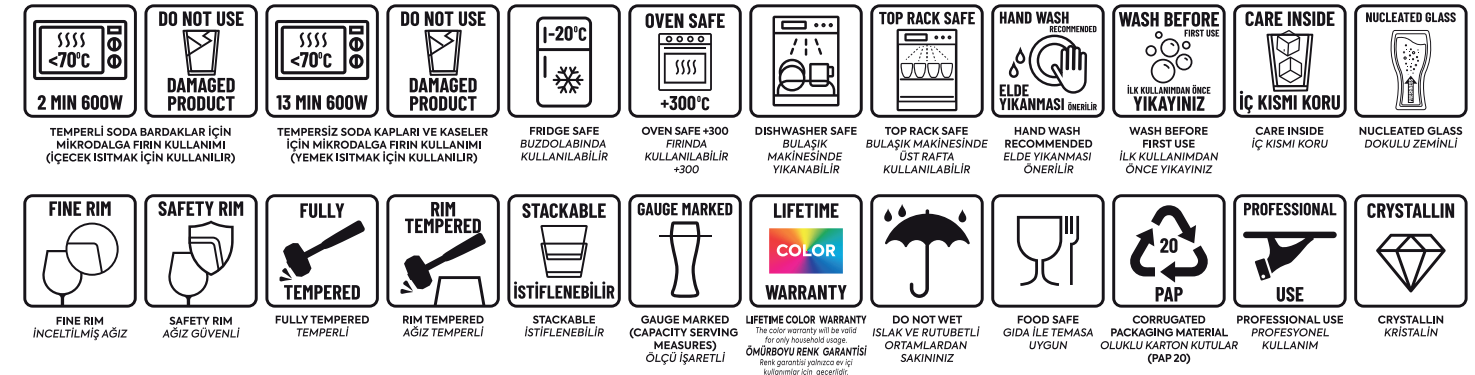 <70°C
2 MIN 600W
DO NOT USE
DAMAGED
PRODUCT
TEMPERLİ SODA BARDAKLAR İÇİN
MİKRODALGA FIRIN KULLANIMI
(İÇECEK ISITMAK İÇİN KULLANILIR)
<70°C
13 MIN 600W
DO NOT USE
DAMAGED
PRODUCT
TEMPERSİZ SODA KAPLARI VE KASELER
İÇİN MİKRODALGA FIRIN KULLANIMI
(YEMEK ISITMAK İÇİN KULLANILIR)
-20°C
FRIDGE SAFE
BUZDOLABINDA
KULLANILABİLİR
OVEN SAFE
+300°C
OVEN SAFE +300
FIRINDA
KULLANILABİLİR
+300
DISHWASHER SAFE
BULAŞIK
MAKİNESİNDE
YIKANABİLİR
TOP RACK SAFE
TOP RACK SAFE
BULAŞIK MAKİNESİNDE
ÜST RAFTA
KULLANILABİLİR
HAND WASH
RECOMMENDED
ELDE
YIKANMASI ÖNERİLİR
HAND WASH
RECOMMENDED
ELDE YIKANMASI
ÖNERİLİR
WASH BEFORE
FIRST USE
İLK KULLANIMDAN ÖNCE
YIKAYINIZ
WASH BEFORE
FIRST USE
İLK KULLANIMDAN
ÖNCE YIKAYINIZ
CARE INSIDE
İÇ KISMI KORU
CARE INSIDE
İÇ KISMI KORU
NUCLEATED GLASS
NUCLEATED GLASS
DOKULU ZEMİNLİ
FINE RIM
FINE RIM
İNCELTİLMİŞ AĞIZ
SAFETY RIM
SAFETY RIM
AĞIZ GÜVENLİ
FULLY
TEMPERED
FULLY TEMPERED
TEMPERLİ
RIM
TEMPERED
RIM TEMPERED
AĞIZ TEMPERLİ
STACKABLE
İSTİFLENEBİLİR
STACKABLE
İSTİFLENEBİLİR
GAUGE MARKED
GAUGE MARKED
(CAPACITY SERVING
MEASURES)
ÖLÇÜ İŞARETLİ
LIFETIME
COLOR
WARRANTY
LIFETIME COLOR WARRANTY
The color warranty will be valid
for only household usage.
ÖMÜRBOYU RENK GARANTİSİ
Renk garantisi yalnızca ev içi
kullanımlar için geçerlidir.
DO NOT WET
ISLAK VE RUTUBETLİ
ORTAMLARDAN
SAKININIZ
FOOD SAFE
GIDA İLE TEMASA
UYGUN
20
PAP
CORRUGATED
PACKAGING MATERIAL
OLUKLU KARTON KUTULAR
(PAP 20)
PROFESSIONAL
USE
PROFESSIONAL USE
PROFESYONEL
KULLANIM
CRYSTALLIN
CRYSTALLIN
KRİSTALİN